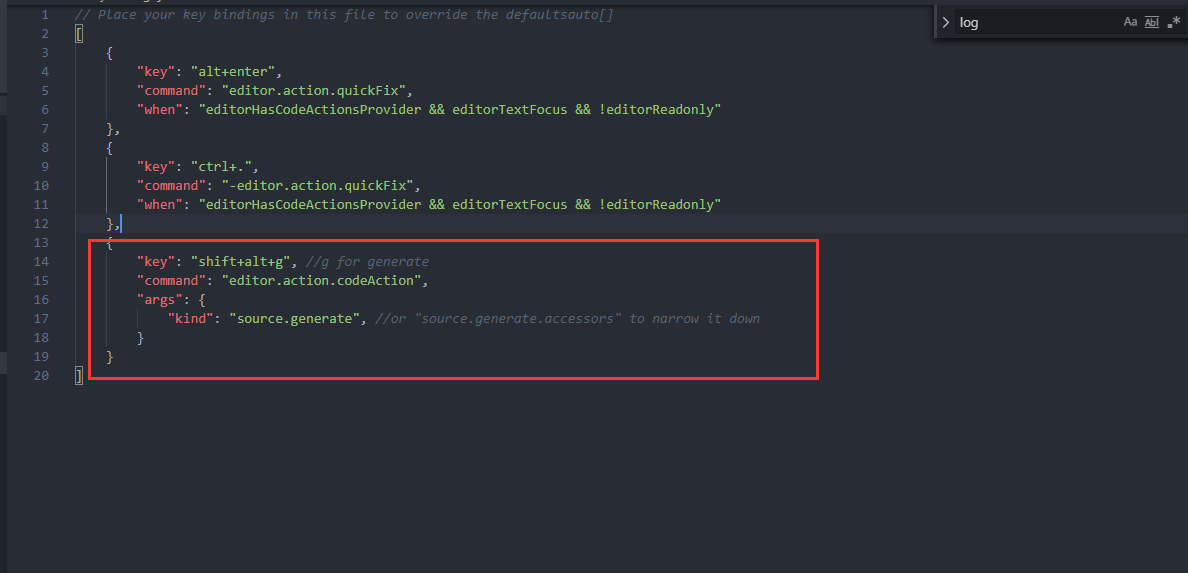 log
Aa
Abl
.*
1 // Place your key bindings in this file to override the defaultsauto[]
2 [
3 {
4 "key": "alt+enter",
5 "command": "editor.action.quickFix",
6 "when": "editorHasCodeActionsProvider && editorTextFocus && !editorReadonly"
7 },
8 {
9 "key": "ctrl+.",
10 "command": "-editor.action.quickFix",
11 "when": "editorHasCodeActionsProvider && editorTextFocus && !editorReadonly"
12 },
13 {
14 "key": "shift+alt+g", //g for generate
15 "command": "editor.action.codeAction",
16 "args": {
17 "kind": "source.generate", //or "source.generate.accessors" to narrow it down
18 }
19 }
20 ]